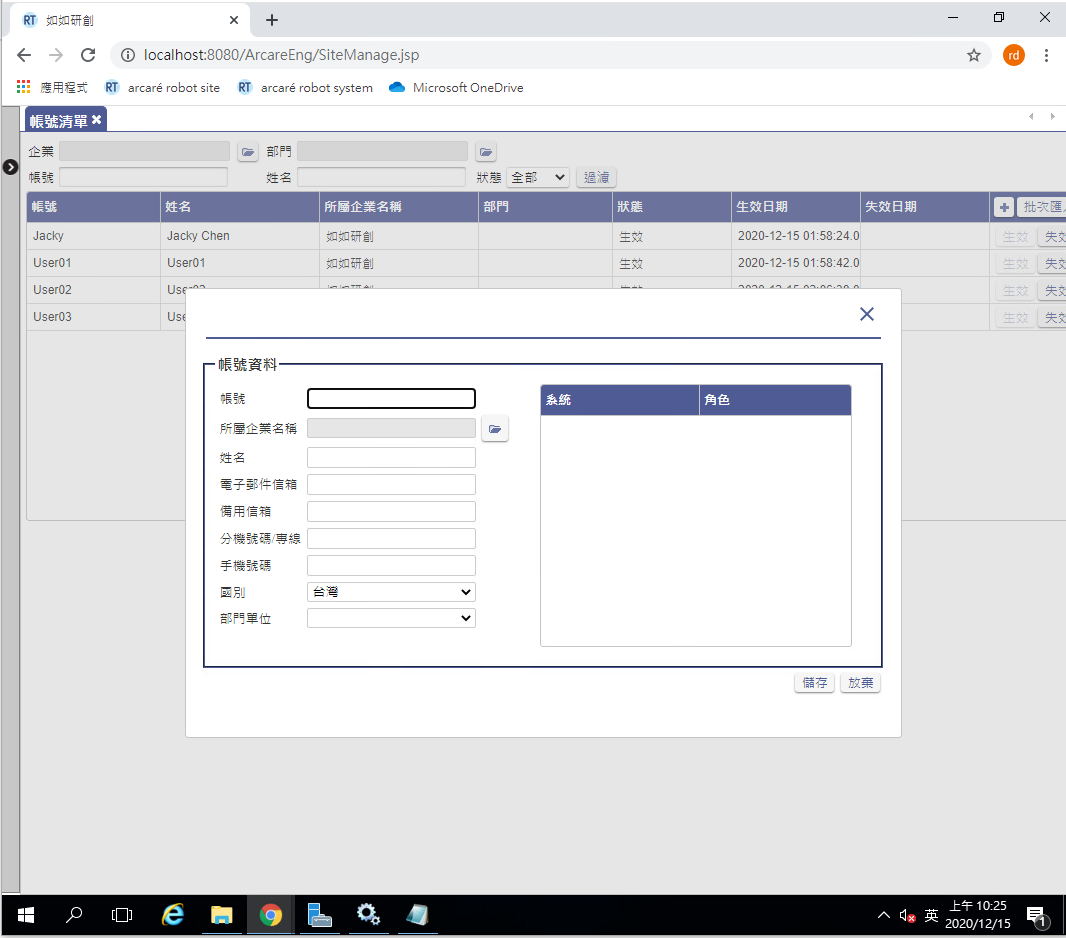 RT 如如研創
localhost:8080/ArcareEng/SiteManage.jsp
rd
應用程式 RT arcaré robot site RT arcaré robot system Microsoft OneDrive
帳號清單
企業 部門
帳號 姓名 狀態 全部 過濾
帳號 姓名 所屬企業名稱 部門 狀態 生效日期 失效日期 批次匯
Jacky Jacky Chen 如如研創 生效 2020-12-15 01:58:24.0 生效 失效
User01 User01 如如研創 生效 2020-12-15 01:58:42.0 生效 失效
User02 User02 如如研創 生效 生效 失效
User03 Use 生效 失效
帳號資料
帳號
所屬企業名稱
姓名
電子郵件信箱
備用信箱
分機號碼/專線
手機號碼
國別 台灣
部門單位
系統 角色
儲存 放棄
英 上午 10:25
2020/12/15
1